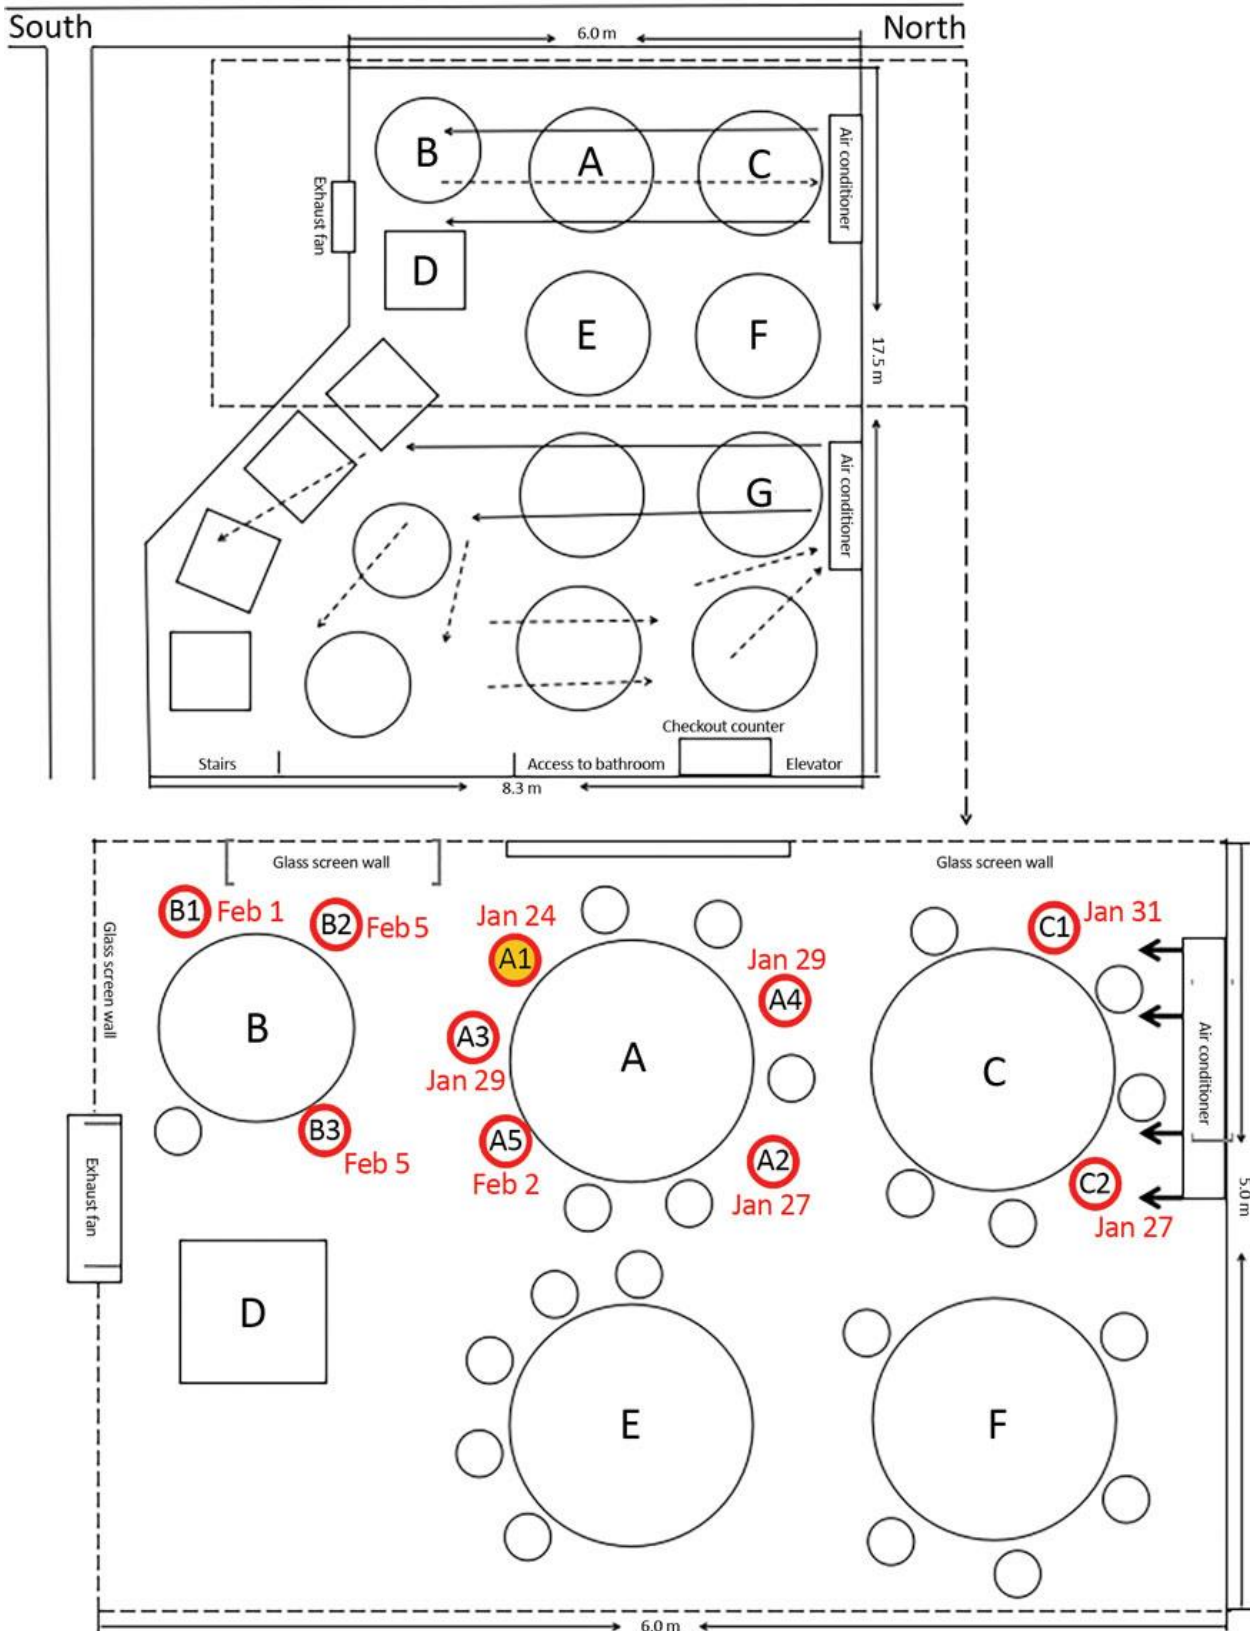 South
North
6.0 m
B
A
C
Air conditioner
Exhaust fan
D
E
F
17.5 m
G
Air conditioner
Checkout counter
Stairs
Access to bathroom
Elevator
8.3 m
Glass screen wall
Glass screen wall
B1 Feb 1
B2 Feb 5
Jan 24
A1
C1 Jan 31
Glass screen wall
Jan 29
A4
A3
Jan 29
B
A
C
Air conditioner
B3
Feb 5
A5
Feb 2
A2
Jan 27
C2
Jan 27
Exhaust fan
5.0 m
D
E
F
6.0 m